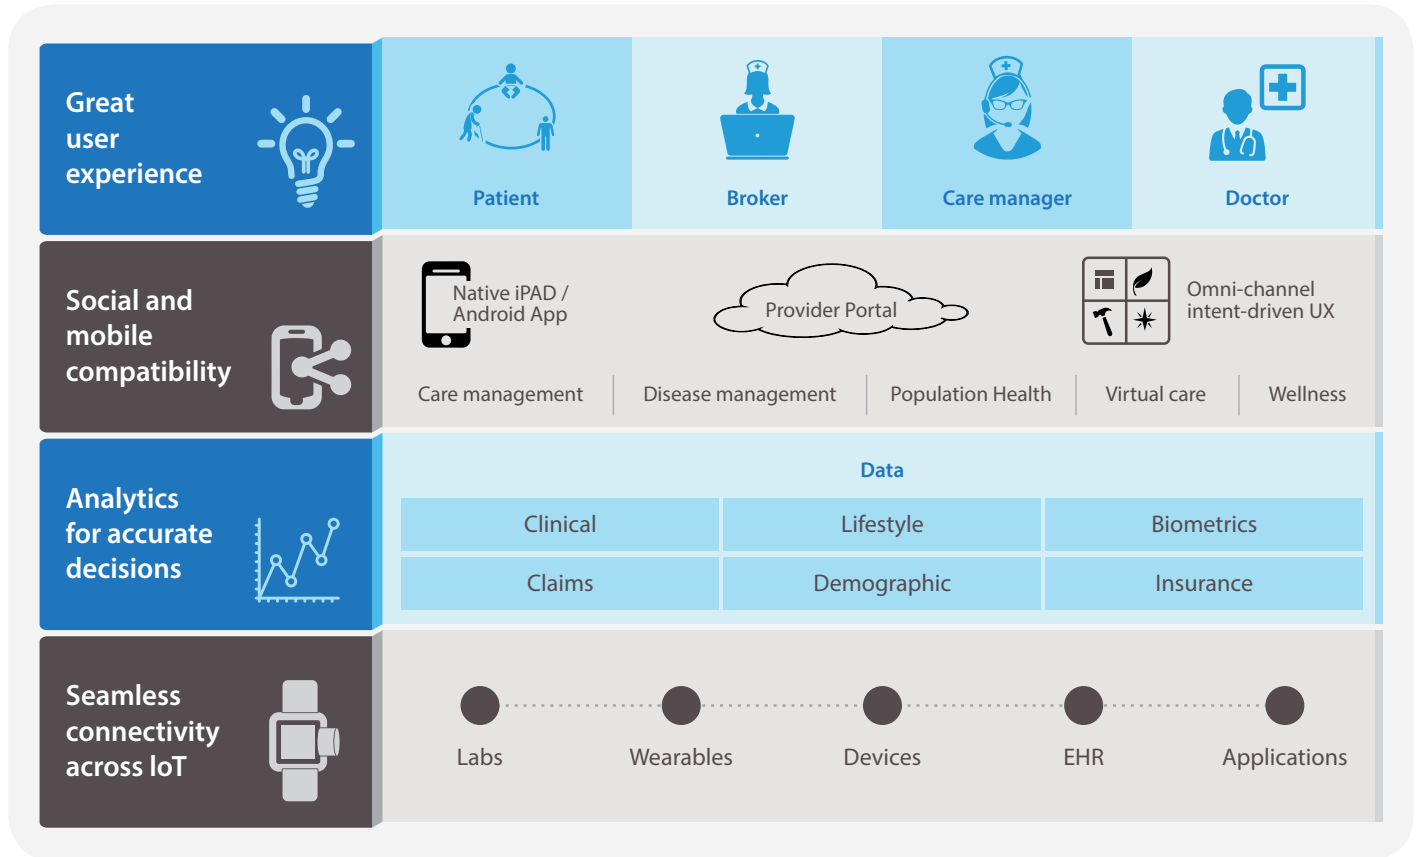 Great
user
experience
Patient
Broker
Care manager
Doctor
Social and
mobile
compatibility
Native iPAD /
Android App
Provider Portal
Omni-channel
intent-driven UX
Care management
Disease management
Population Health
Virtual care
Wellness
Analytics
for accurate
decisions
Data
Clinical
Lifestyle
Biometrics
Claims
Demographic
Insurance
Seamless
connectivity
across IoT
Labs
Wearables
Devices
EHR
Applications